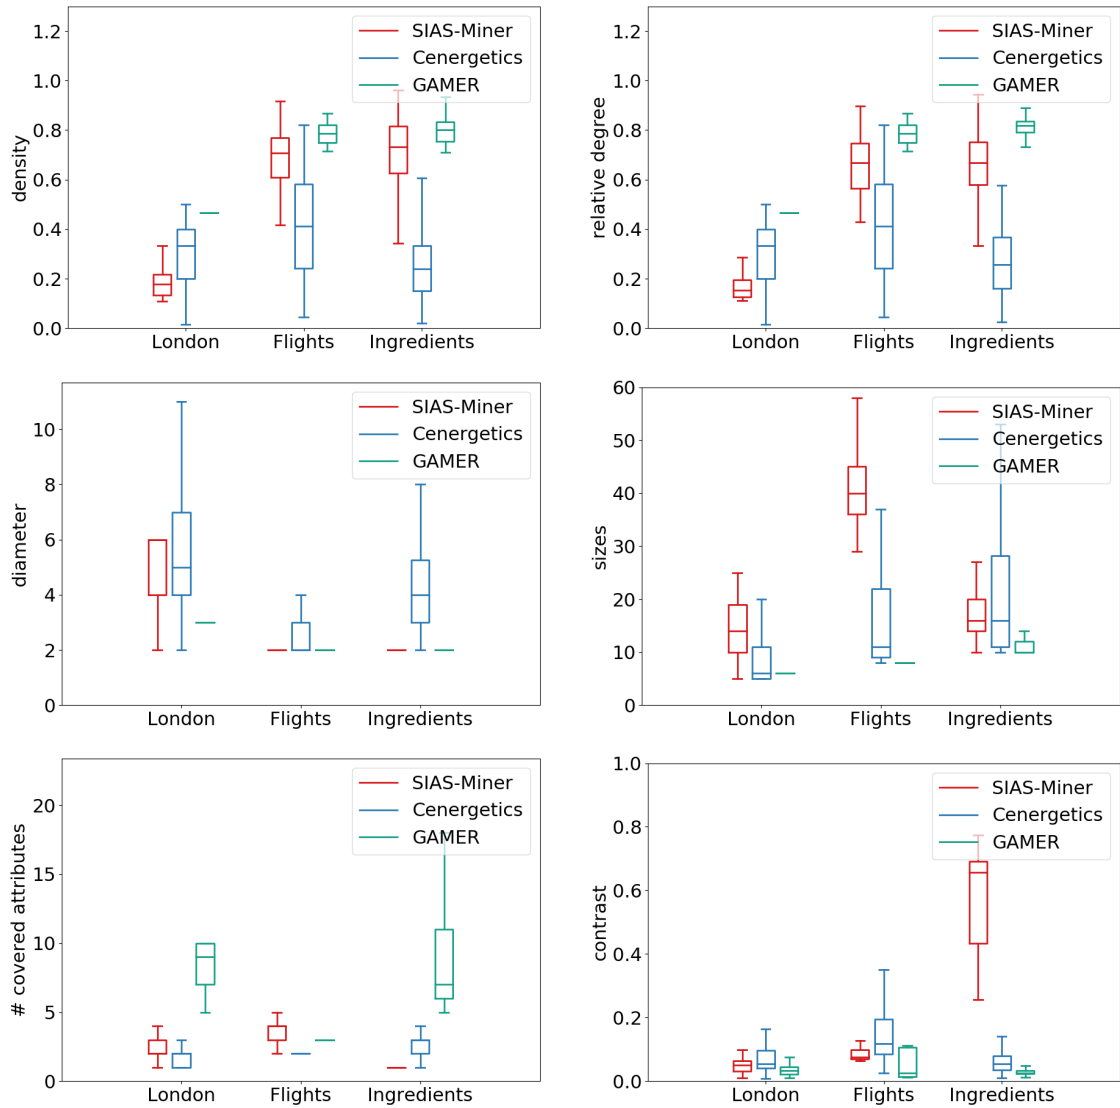 1.2
1.0
0.8
0.6
0.4
0.2
0.0
density
London
Flights
Ingredients
SIAS-Miner
Cenergetics
GAMER
1.2
1.0
0.8
0.6
0.4
0.2
0.0
relative degree
London
Flights
Ingredients
SIAS-Miner
Cenergetics
GAMER
10
8
6
4
2
0
diameter
London
Flights
Ingredients
SIAS-Miner
Cenergetics
GAMER
60
50
40
30
20
10
0
sizes
London
Flights
Ingredients
SIAS-Miner
Cenergetics
GAMER
20
15
10
5
0
# covered attributes
London
Flights
Ingredients
SIAS-Miner
Cenergetics
GAMER
1.0
0.8
0.6
0.4
0.2
0.0
contrast
London
Flights
Ingredients
SIAS-Miner
Cenergetics
GAMER